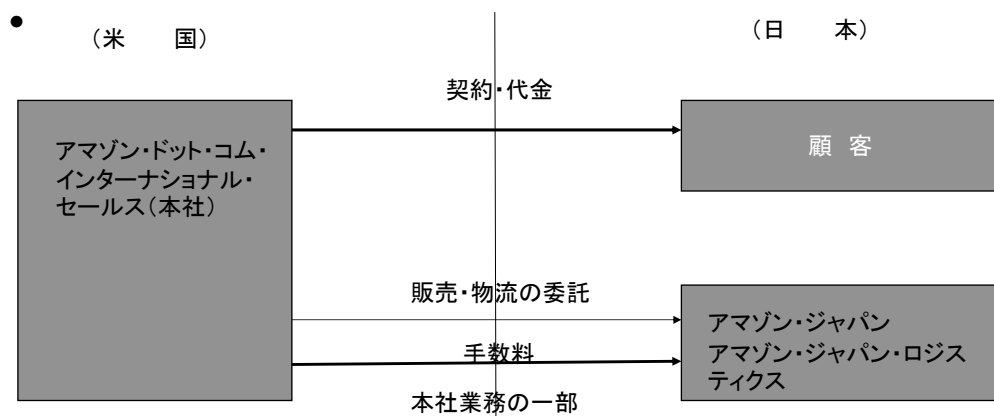 (米　　国)
(日　　本)
契約・代金
アマゾン・ドット・コム・
インターナショナル・
セールス(本社)
顧 客
販売・物流の委託
アマゾン・ジャパン
アマゾン・ジャパン・ロジス
ティクス
手数料
本社業務の一部